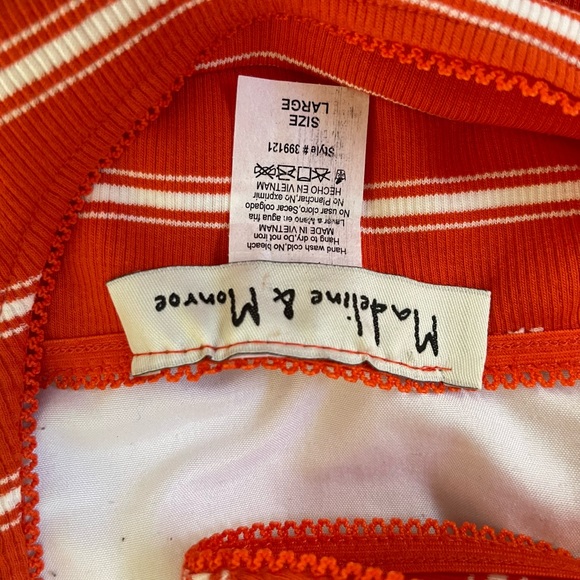 Madeline & Monroe
Hand wash cold,No bleach
Hang to dry,Do not iron
MADE IN VIETNAM
Lavar a Mano en agua fria
No usar cloro,Secar colgado
No Planchar,No exprimir
HECHO EN VIETNAM
Style # 399121
LARGE
SIZE